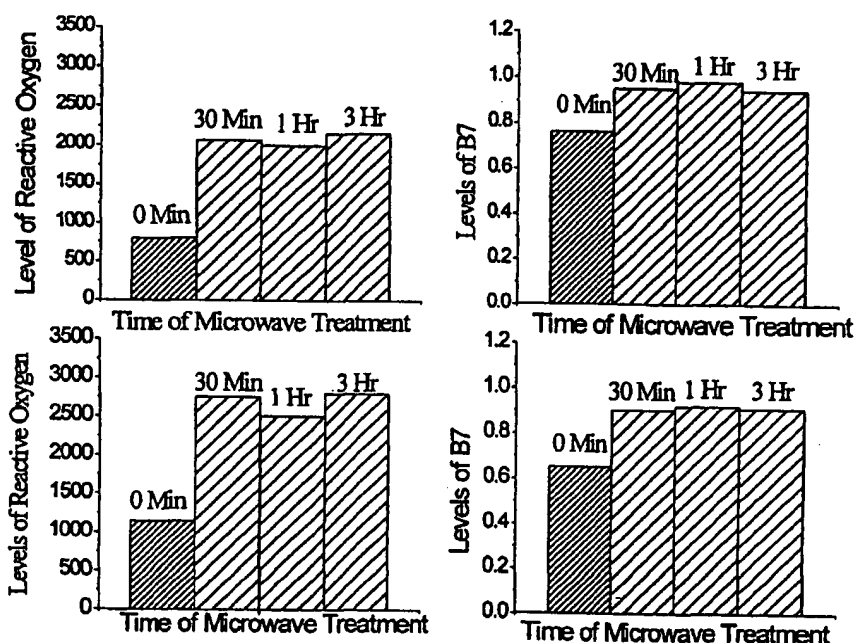 Level of Reactive Oxygen
3500
3000
2500
2000
1500
1000
500
0
0 Min
30 Min
1 Hr
3 Hr
Time of Microwave Treatment
Levels of B7
1.2
1.0
0.8
0.6
0.4
0.2
0.0
0 Min
30 Min
1 Hr
3 Hr
Time of Microwave Treatment
Levels of Reactive Oxygen
3500
3000
2500
2000
1500
1000
500
0
0 Min
30 Min
1 Hr
3 Hr
Time of Microwave Treatment
Levels of B7
1.2
1.0
0.8
0.6
0.4
0.2
0.0
0 Min
30 Min
1 Hr
3 Hr
Time of Microwave Treatment